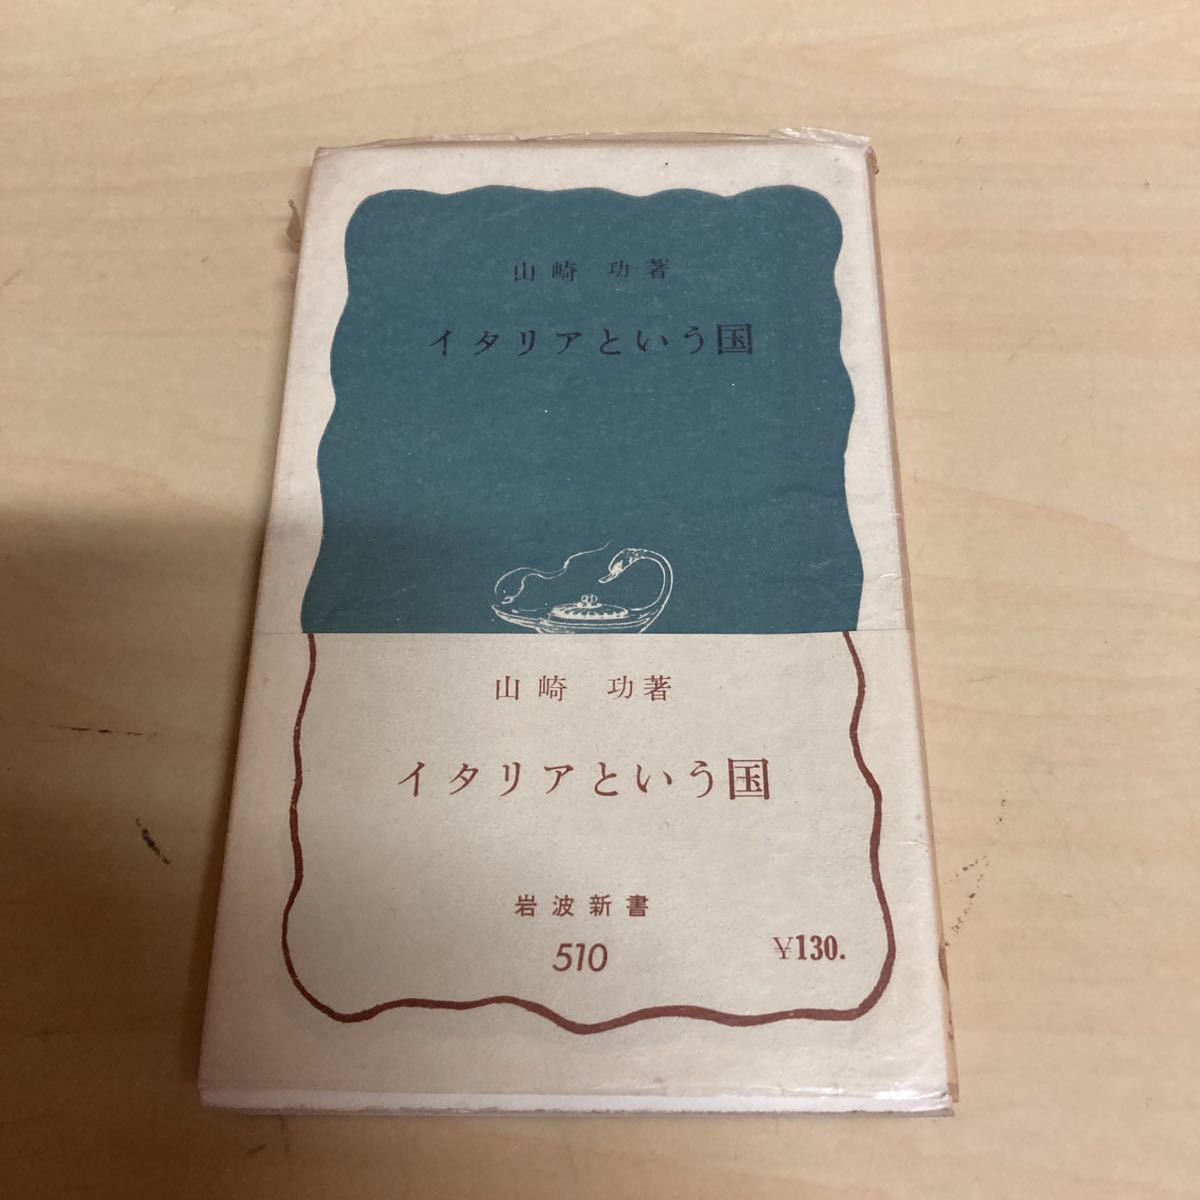 山崎 功著
イタリアという国
山崎 功著
イタリアという国
岩波新書
510
¥130.